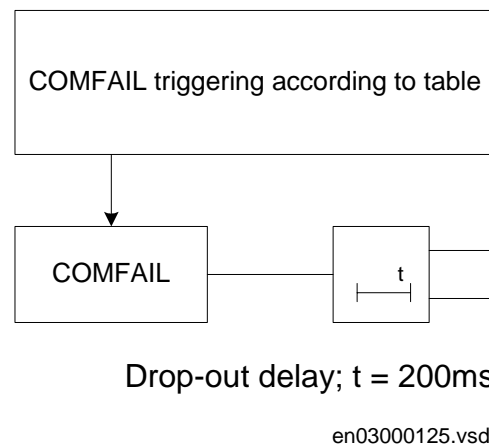 COMFAIL triggering according to table
COMFAIL
t
Drop-out delay; t = 200ms
en03000125.vsd